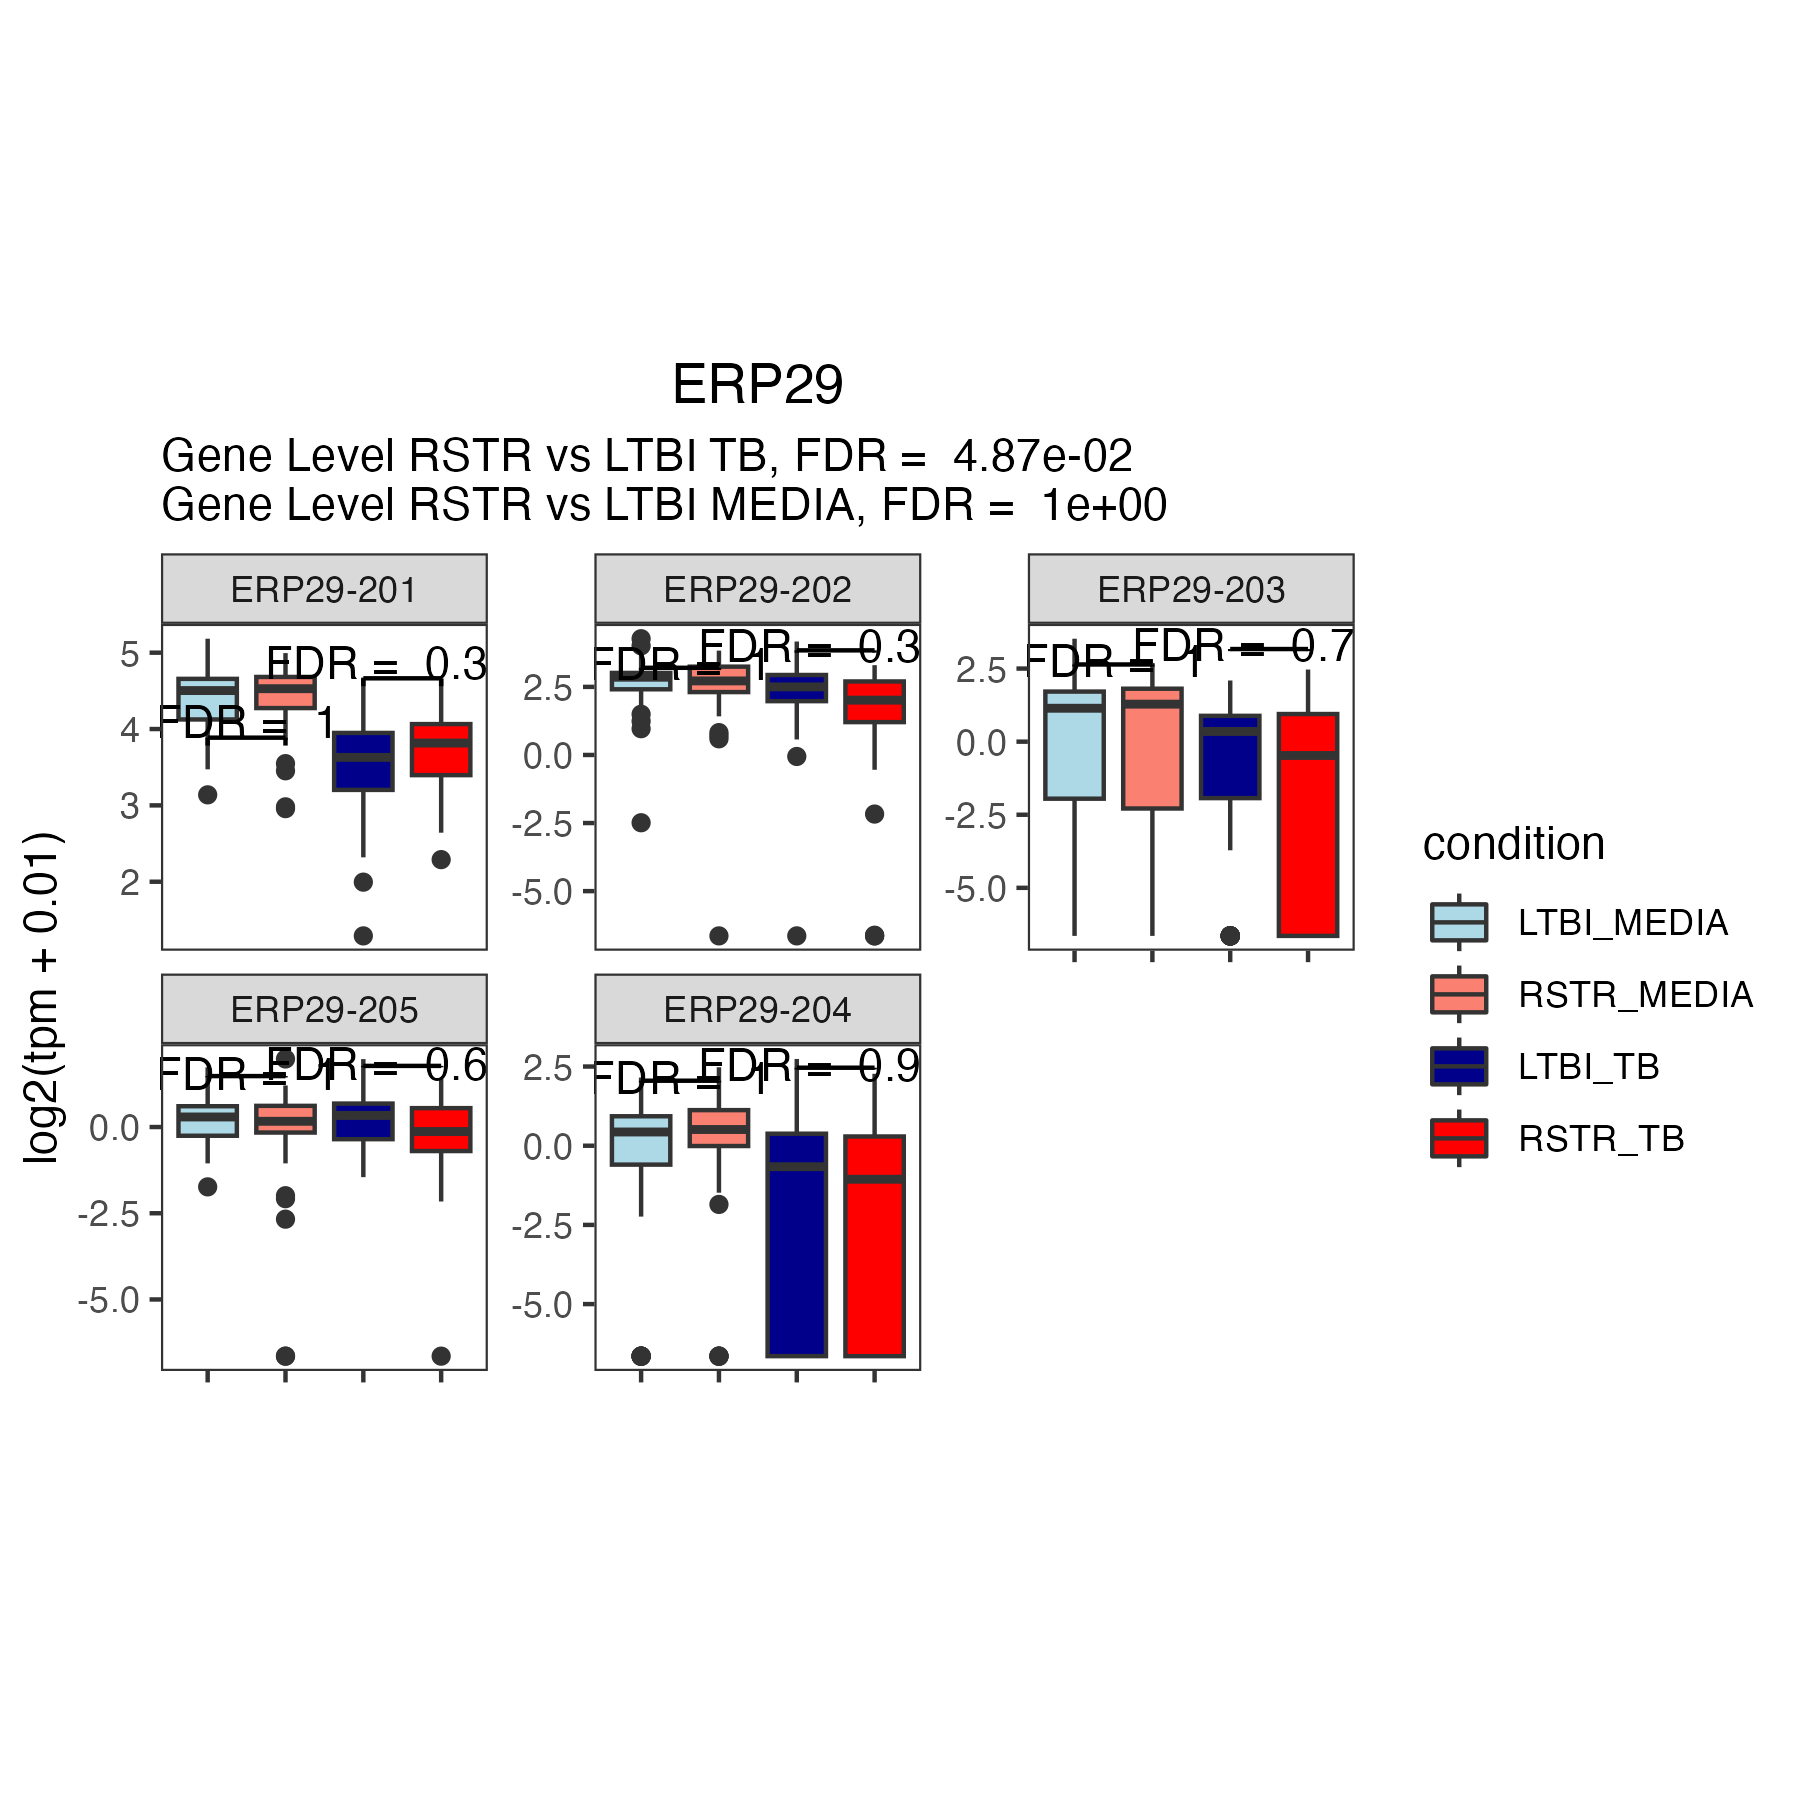 ERP29
Gene Level RSTR vs LTBI TB, FDR = 4.87e-02
Gene Level RSTR vs LTBI MEDIA, FDR = 1e+00
ERP29-201
5
4
3
2
FDR = 0.3
FDR = 1
ERP29-202
2.5
0.0
-2.5
-5.0
FDR = 1
FDR = 0.3
ERP29-203
2.5
0.0
-2.5
-5.0
FDR = 1
FDR = 0.7
ERP29-205
0.0
-2.5
-5.0
FDR = 1
FDR = 0.6
ERP29-204
2.5
0.0
-2.5
-5.0
FDR = 1
FDR = 0.9
log2(tpm + 0.01)
condition
LTBI_MEDIA
RSTR_MEDIA
LTBI_TB
RSTR_TB